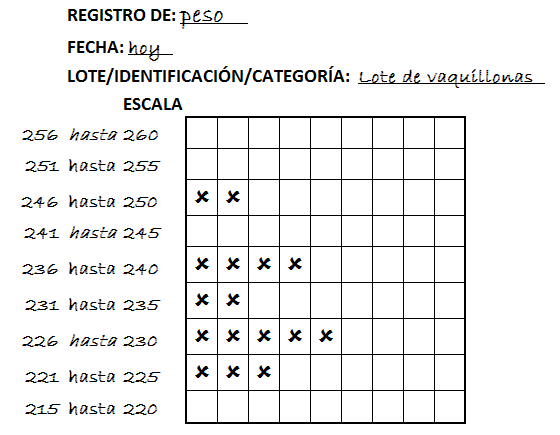 REGISTRO DE: peso
FECHA: hoy
LOTE/IDENTIFICACIÓN/CATEGORÍA: Lote de vaquillonas
ESCALA
256 hasta 260
251 hasta 255
246 hasta 250 x x
241 hasta 245
236 hasta 240 x x x x
231 hasta 235 x x
226 hasta 230 x x x x x
221 hasta 225 x x x
215 hasta 220